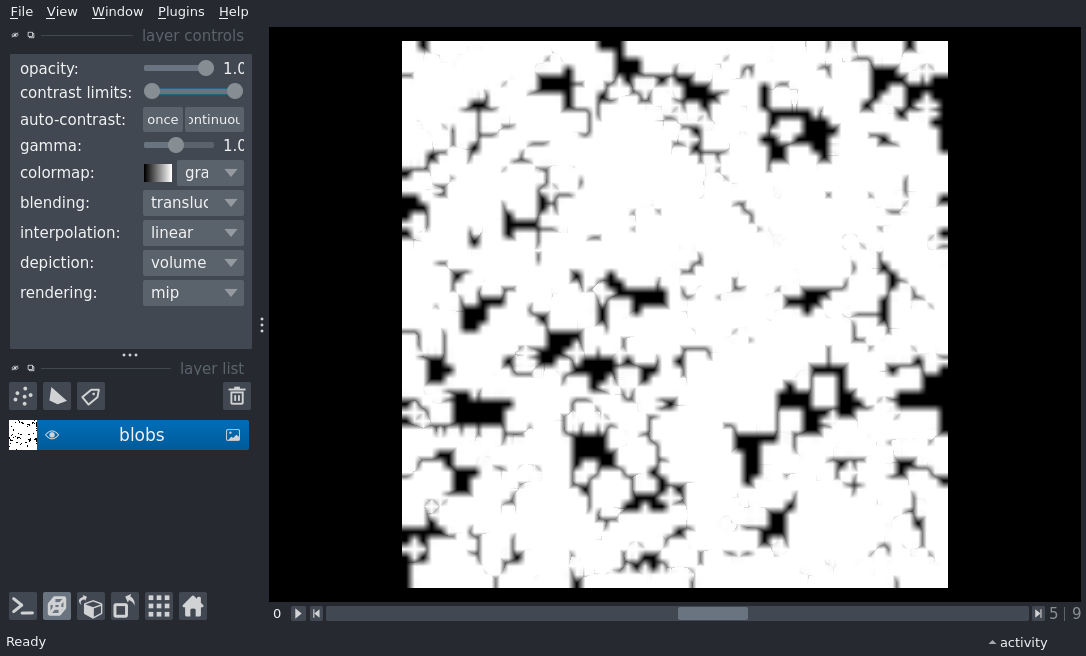 File View Window Plugins Help
layer controls
opacity: 1.0
contrast limits:
auto-contrast: once ontinuou
gamma: 1.0
colormap: gra
blending: transluc
interpolation: linear
depiction: volume
rendering: mip
layer list
blobs
0 5 | 9
Ready activity